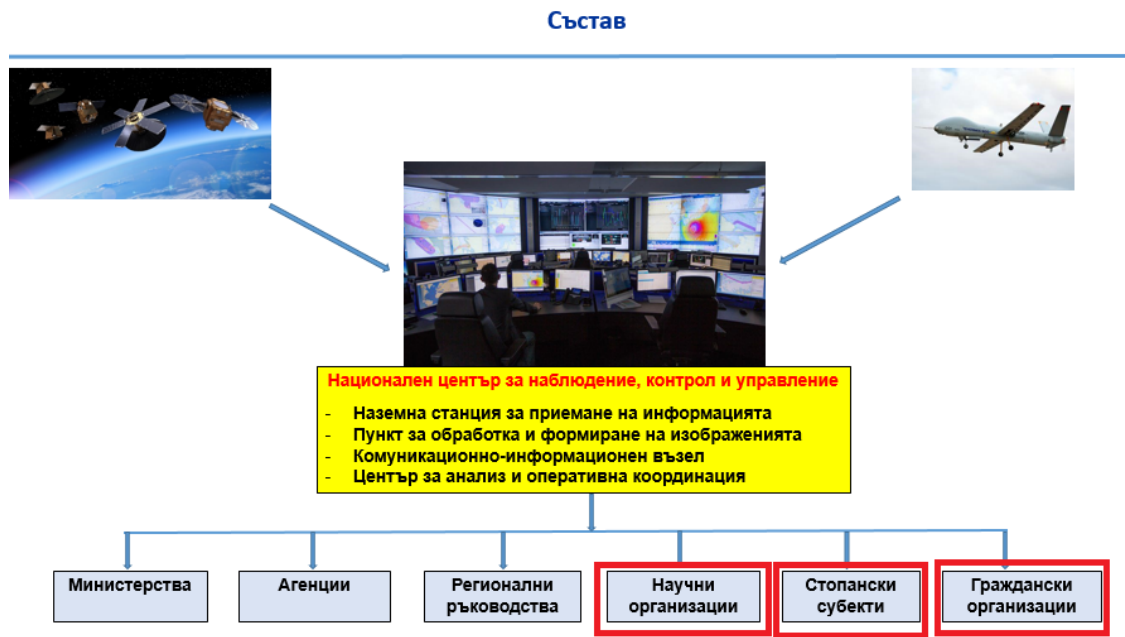 Състав
Национален център за наблюдение, контрол и управление
- Наземна станция за приемане на информацията
- Пункт за обработка и формиране на изображенията
- Комуникационно-информационен възел
- Център за анализ и оперативна координация
Министерства
Агенции
Регионални
ръководства
Научни
организации
Стопански
субекти
Граждански
организации